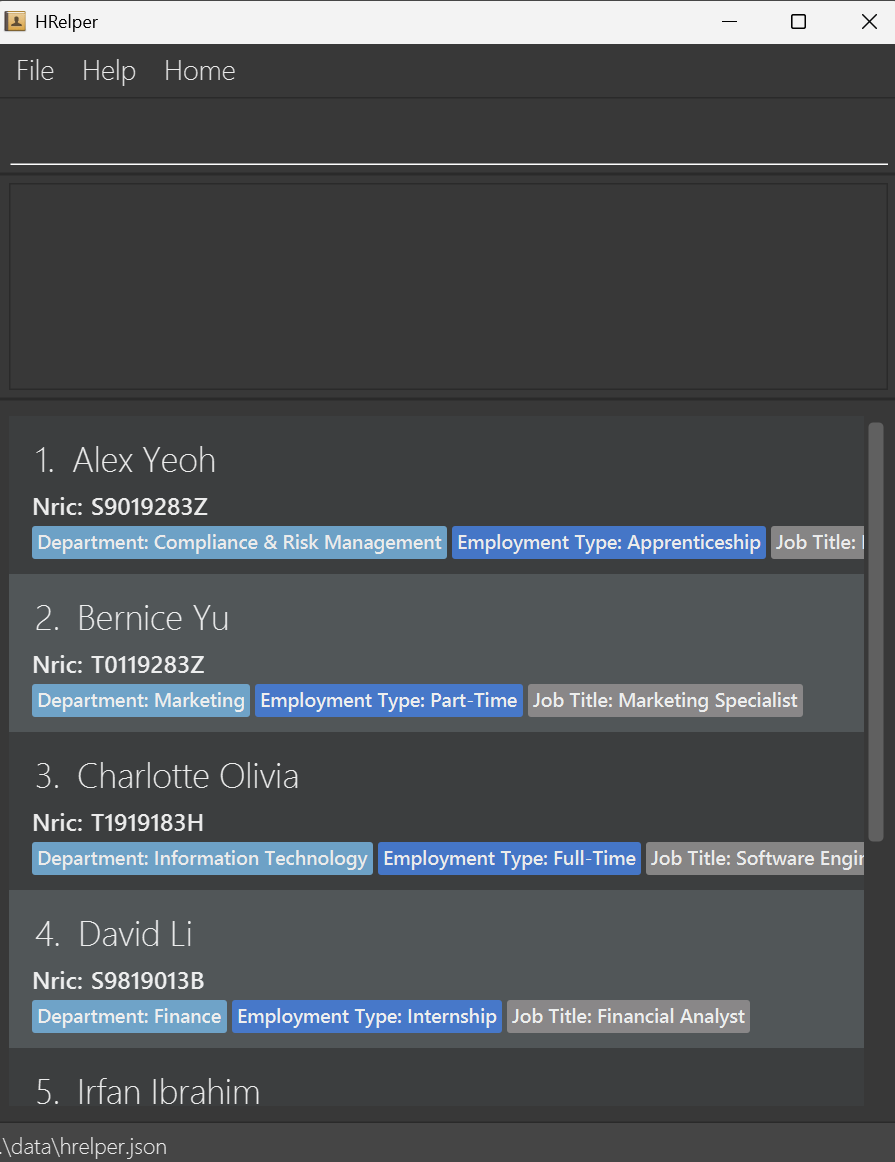 HRelper
File Help Home
1. Alex Yeoh
Nric: S9019283Z
Department: Compliance & Risk Management Employment Type: Apprenticeship Job Title:
2. Bernice Yu
Nric: T0119283Z
Department: Marketing Employment Type: Part-Time Job Title: Marketing Specialist
3. Charlotte Olivia
Nric: T1919183H
Department: Information Technology Employment Type: Full-Time Job Title: Software Engin
4. David Li
Nric: S9819013B
Department: Finance Employment Type: Internship Job Title: Financial Analyst
5. Irfan Ibrahim
.\data\hrelper.json